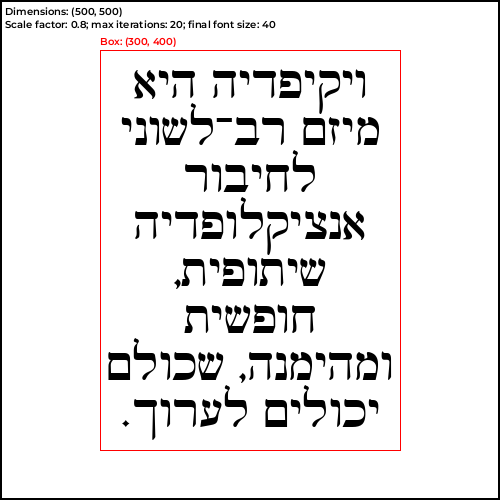 Dimensions: (500, 500)
Scale factor: 0.8; max iterations: 20; final font size: 40
Box: (300, 400)
ויקיפדיה היא
מיזם רב־לשוני
לחיבור
אנציקלופדיה
שיתופית,
חופשית
ומהימנה, שכולם
יכולים לערוך.